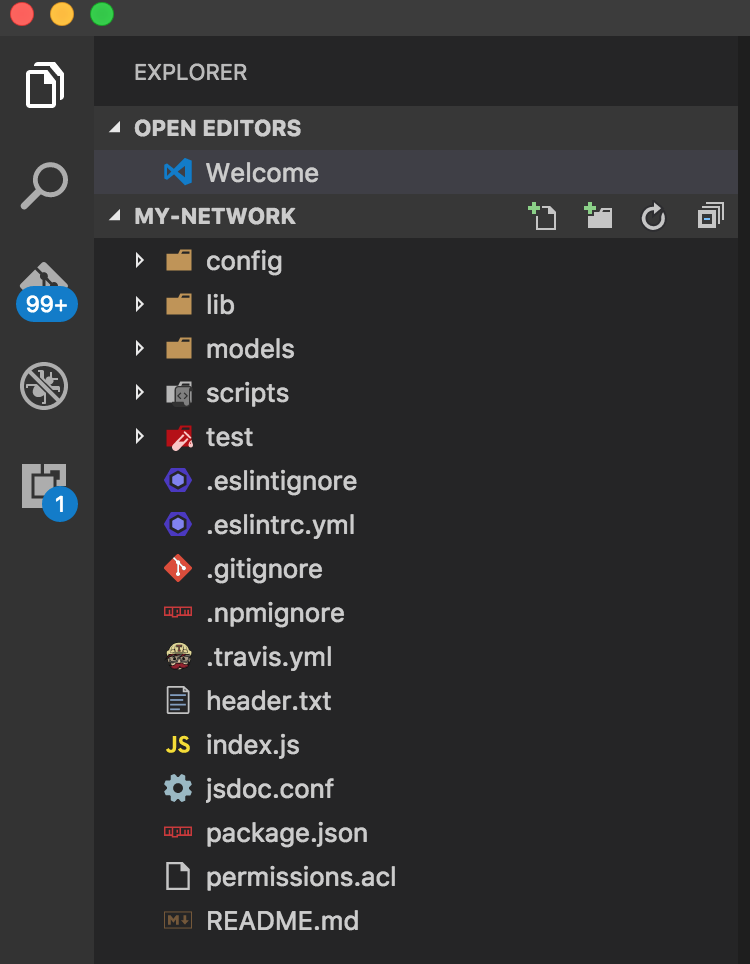 EXPLORER
OPEN EDITORS
Welcome
MY-NETWORK
config
lib
99+
models
scripts
test
.eslintignore
1
.eslintrc.yml
.gitignore
.npmignore
.travis.yml
header.txt
JS index.js
jsdoc.conf
package.json
permissions.acl
M README.md